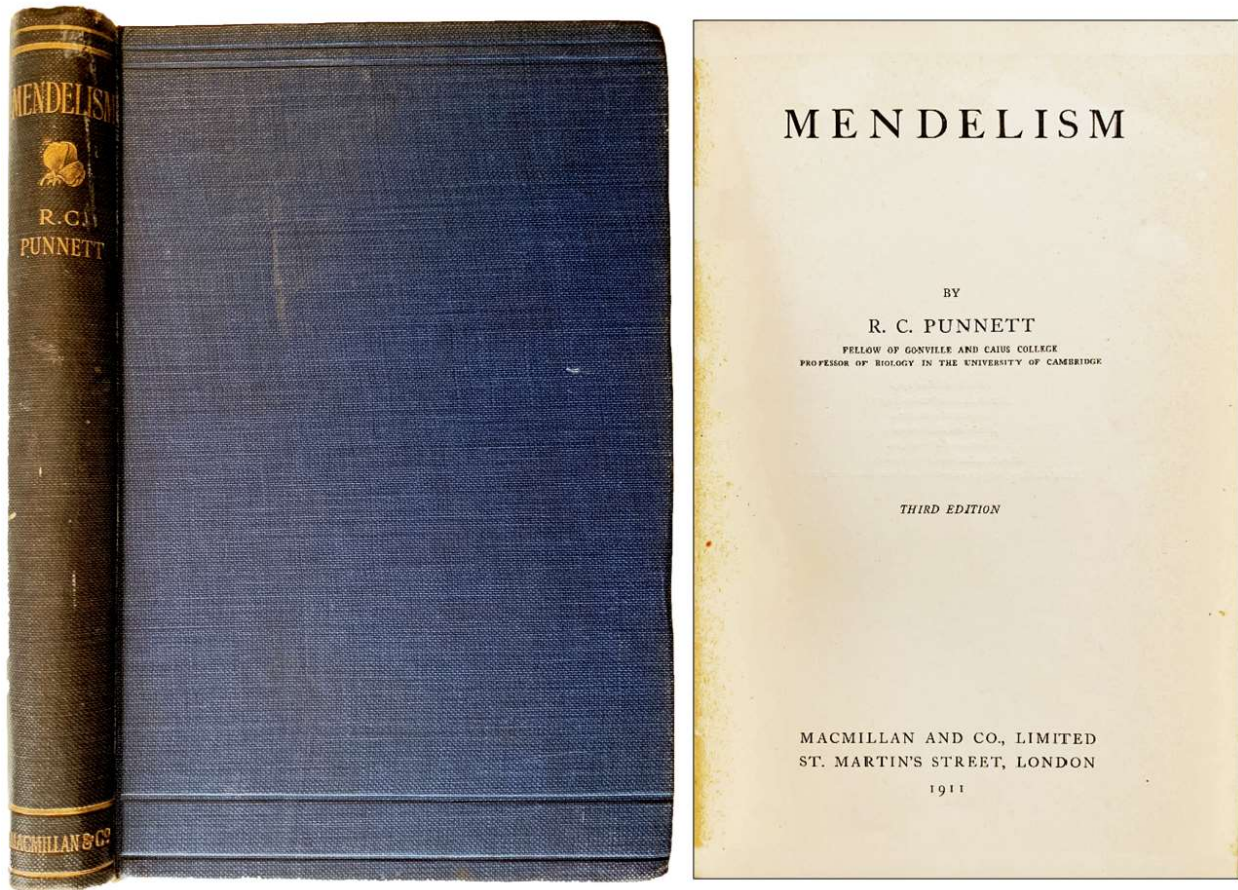 MENDELISM
R.C.
PUNNETT
MACMILLAN & Co.
MENDELISM
BY
R. C. PUNNETT
FELLOW OF GONVILLE AND CAIUS COLLEGE
PROFESSOR OF BIOLOGY IN THE UNIVERSITY OF CAMBRIDGE
THIRD EDITION
MACMILLAN AND CO., LIMITED
ST. MARTIN'S STREET, LONDON
1911